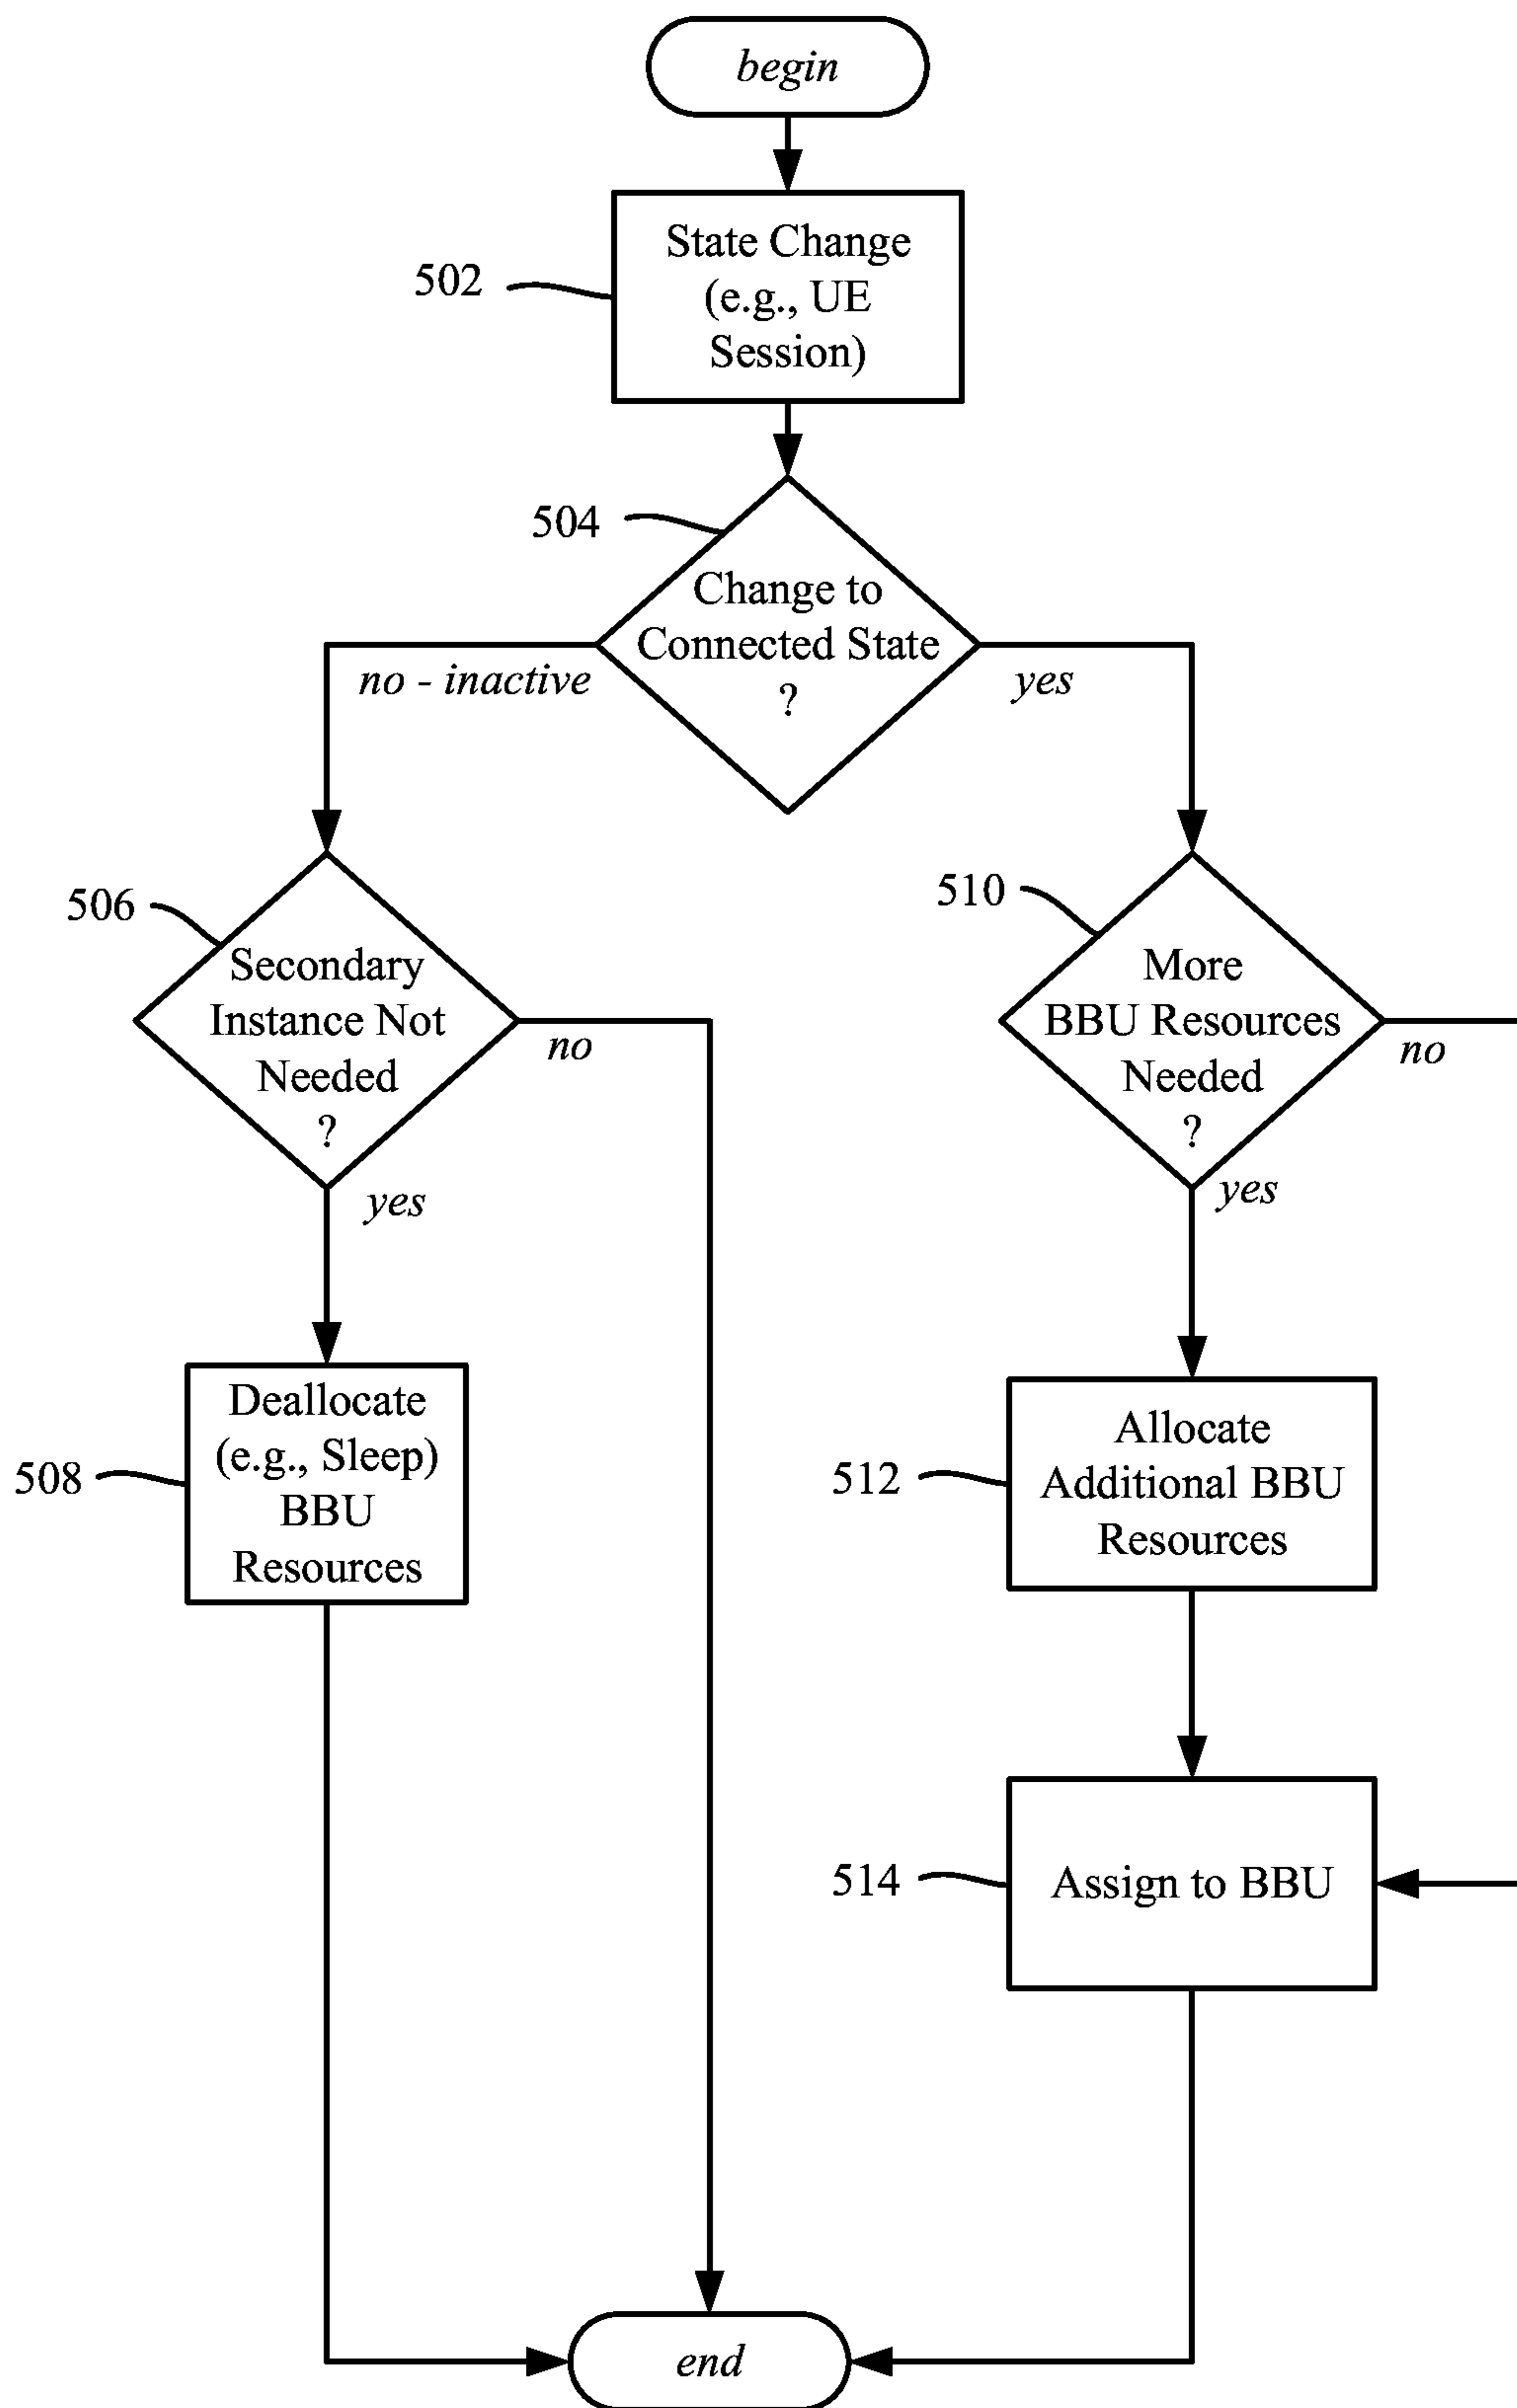 begin
502
State Change
(e.g., UE
Session)
504
Change to
Connected State
?
no - inactive
yes
506
Secondary
Instance Not
Needed
?
no
yes
510
More
BBU Resources
Needed
?
no
yes
508
Deallocate
(e.g., Sleep)
BBU
Resources
512
Allocate
Additional BBU
Resources
514
Assign to BBU
end